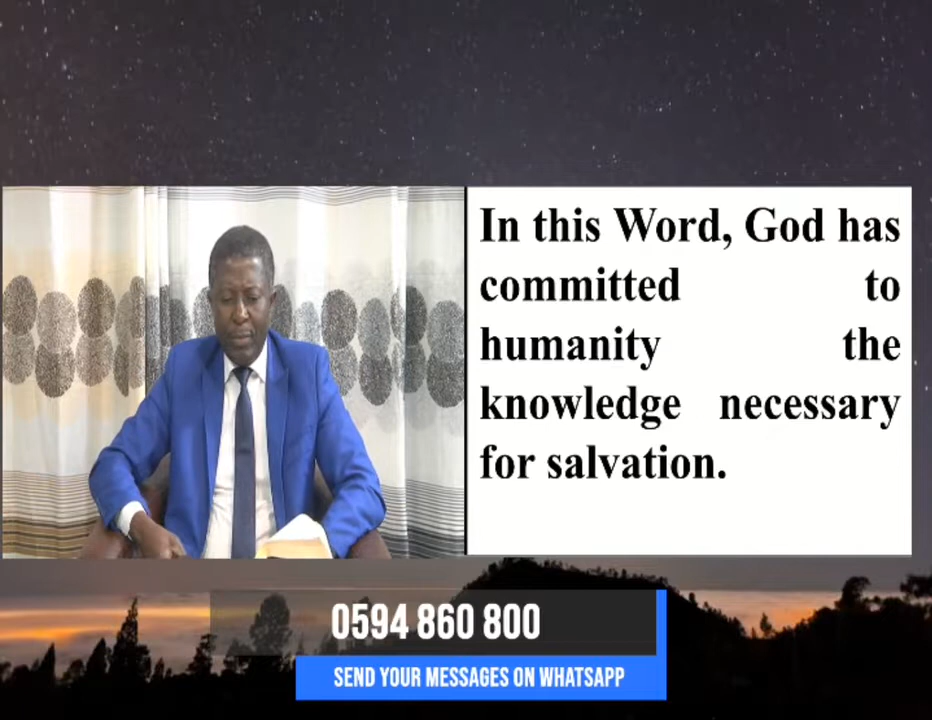 In this Word, God has
committed to
humanity the
knowledge necessary
for salvation.
0594 860 800
SEND YOUR MESSAGES ON WHATSAPP